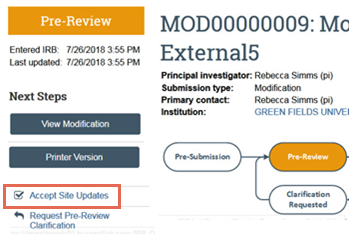 Pre-Review
Entered IRB: 7/26/2018 3:55 PM
Last updated: 7/26/2018 3:55 PM
Next Steps
View Modification
Printer Version
Accept Site Updates
Request Pre-Review
Clarification
MOD00000009: Mo
External5
Principal investigator: Rebecca Simms (pi)
Submission type: Modification
Primary contact: Rebecca Simms (pi)
Institution: GREEN FIELDS UNIVER
Pre-Submission
Pre-Review
Clarification
Requested